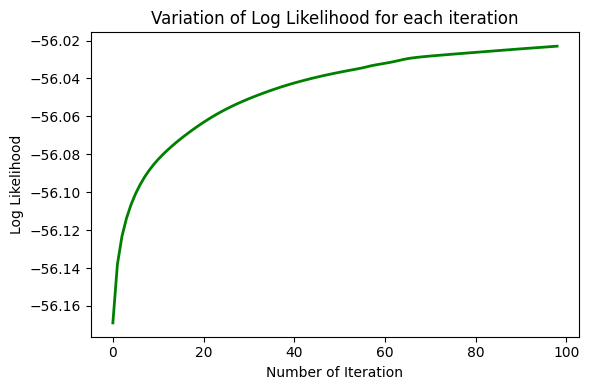 Variation of Log Likelihood for each iteration
−56.02
−56.04
−56.06
−56.08
−56.10
−56.12
−56.14
−56.16
Log Likelihood
0 20 40 60 80 100
Number of Iteration